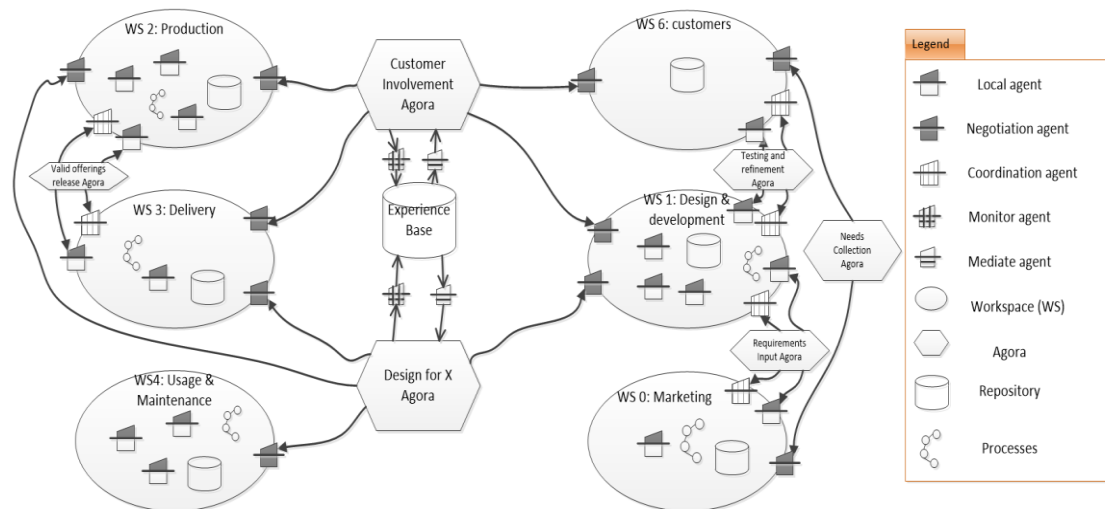 WS 2: Production
Customer
Involvement
Agora
WS 6: customers
Valid offerings
release Agora
Testing and
refinement
Agora
WS 3: Delivery
Experience
Base
WS 1: Design &
development
Needs
Collection
Agora
Requirements
Input Agora
WS4: Usage &
Maintenance
Design for X
Agora
WS 0: Marketing
Legend
Local agent
Negotiation agent
Coordination agent
Monitor agent
Mediate agent
Workspace (WS)
Agora
Repository
Processes